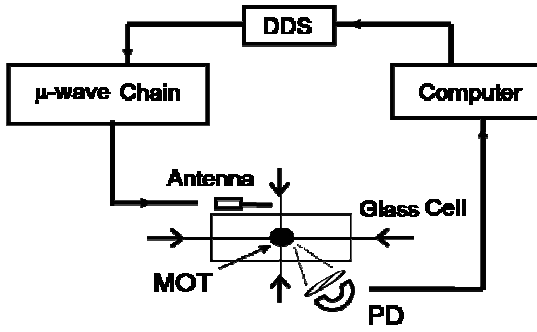 DDS
μ-wave Chain
Computer
Antenna
Glass Cell
MOT
PD